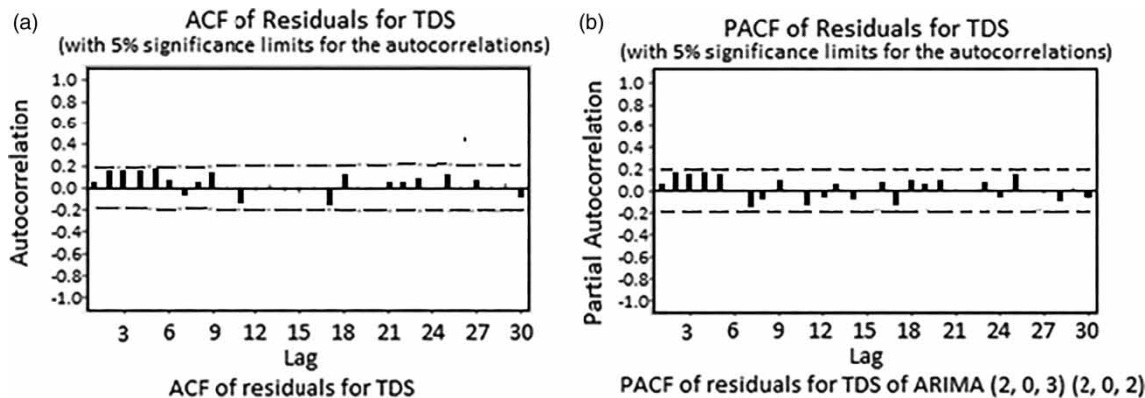 (a)
ACF of Residuals for TDS
(with 5% significance limits for the autocorrelations)
Autocorrelation
1.0
0.8
0.6
0.4
0.2
0.0
-0.2
-0.4
-0.6
-0.8
-1.0
3 6 9 12 15 18 21 24 27 30
Lag
ACF of residuals for TDS
(b)
PACF of Residuals for TDS
(with 5% significance limits for the autocorrelations)
Partial Autocorrelation
1.0
0.8
0.6
0.4
0.2
0.0
-0.2
-0.4
-0.6
-0.8
-1.0
3 6 9 12 15 18 21 24 27 30
Lag
PACF of residuals for TDS of ARIMA (2, 0, 3) (2, 0, 2)